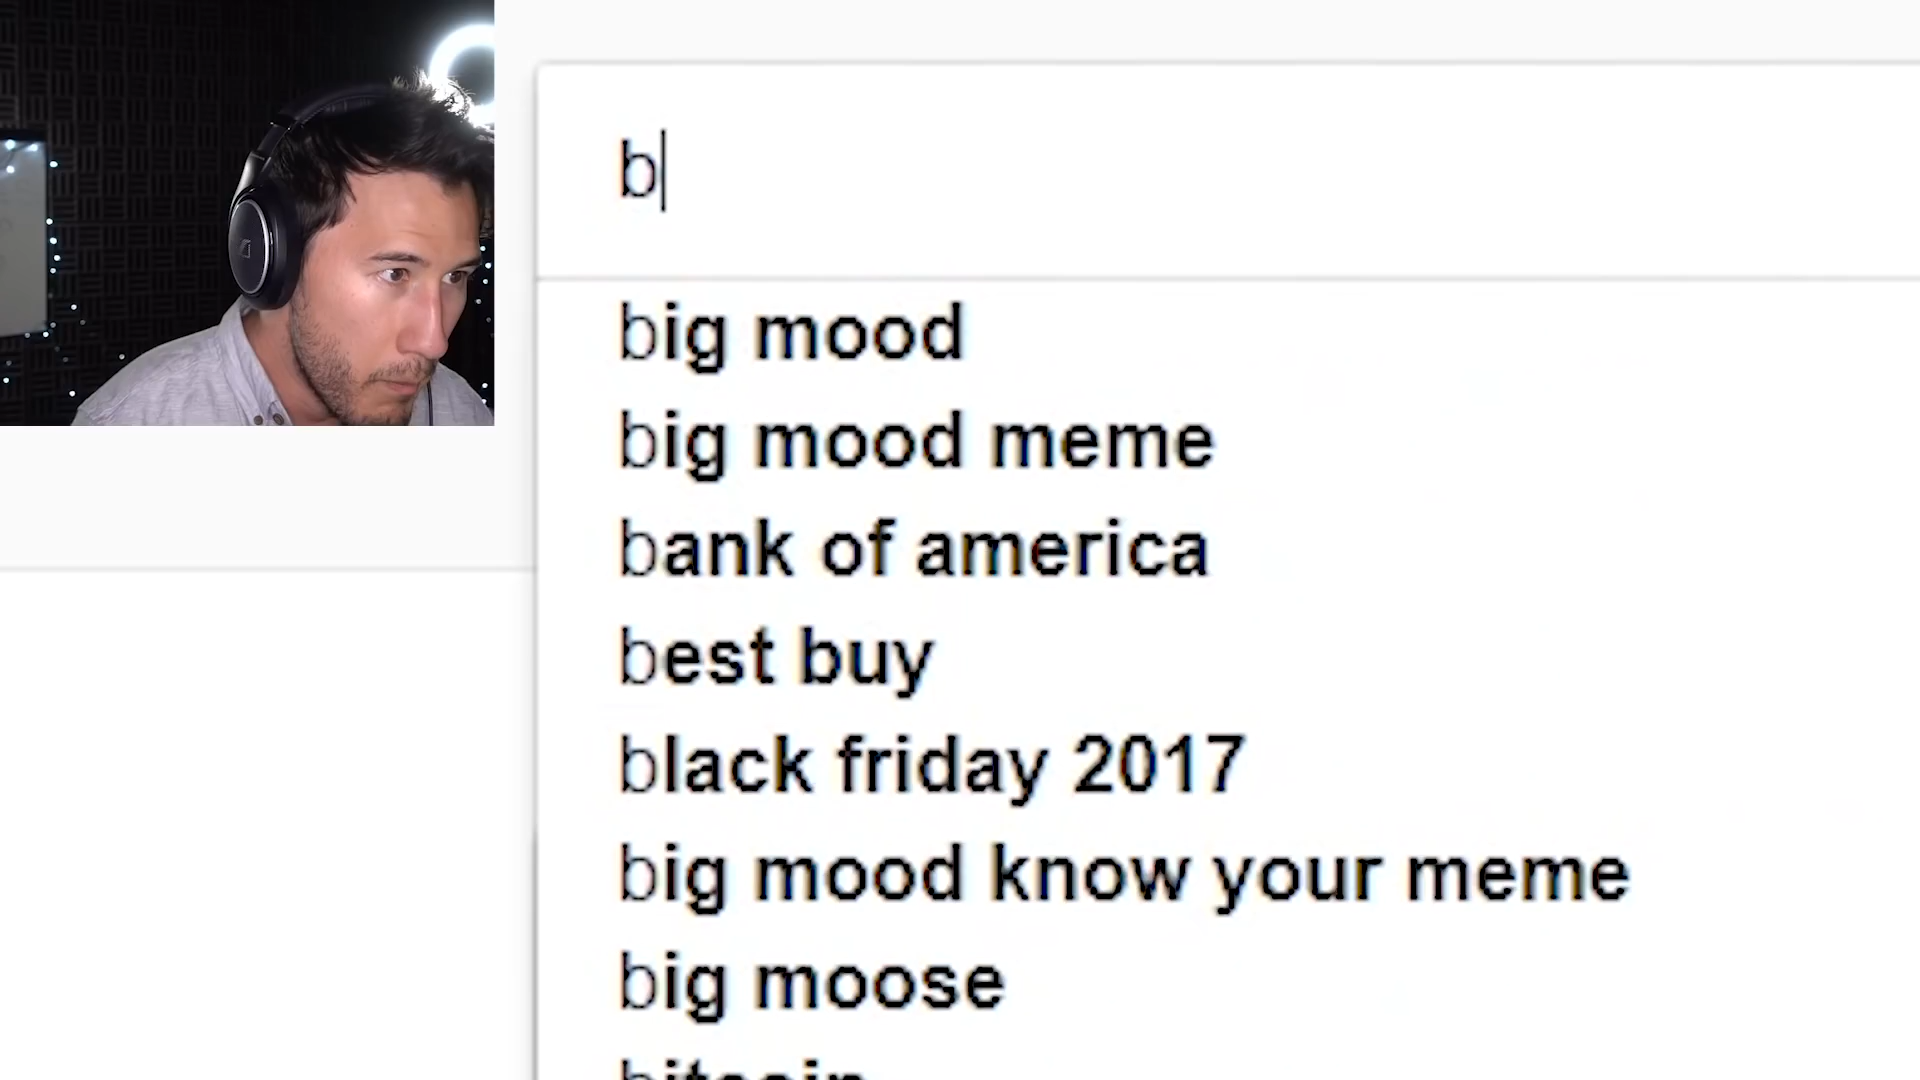 b
big mood
big mood meme
bank of america
best buy
black friday 2017
big mood know your meme
big moose
bitcoin